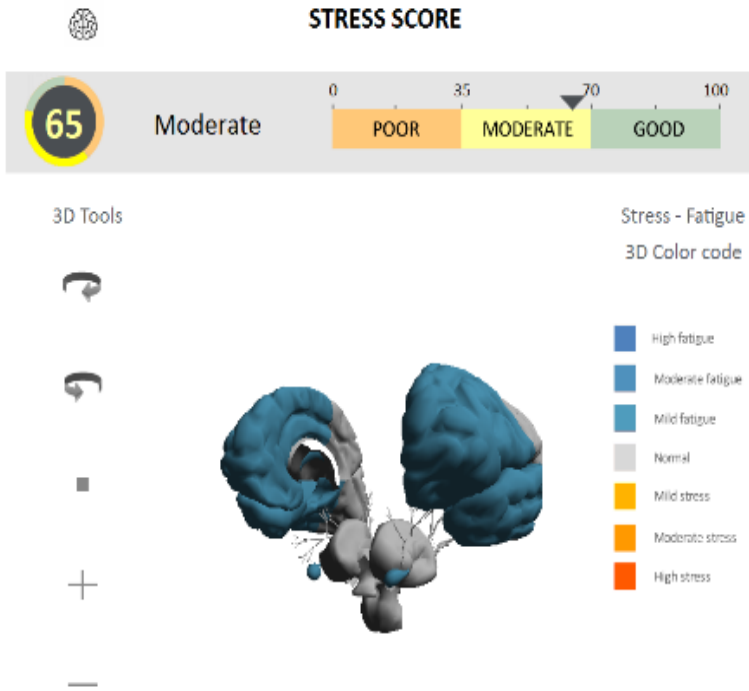 STRESS SCORE
65
Moderate
0 35 70 100
POOR MODERATE GOOD
3D Tools
Stress - Fatigue
3D Color code
High fatigue
Moderate fatigue
Mild fatigue
Normal
Mild stress
Moderate stress
High stress